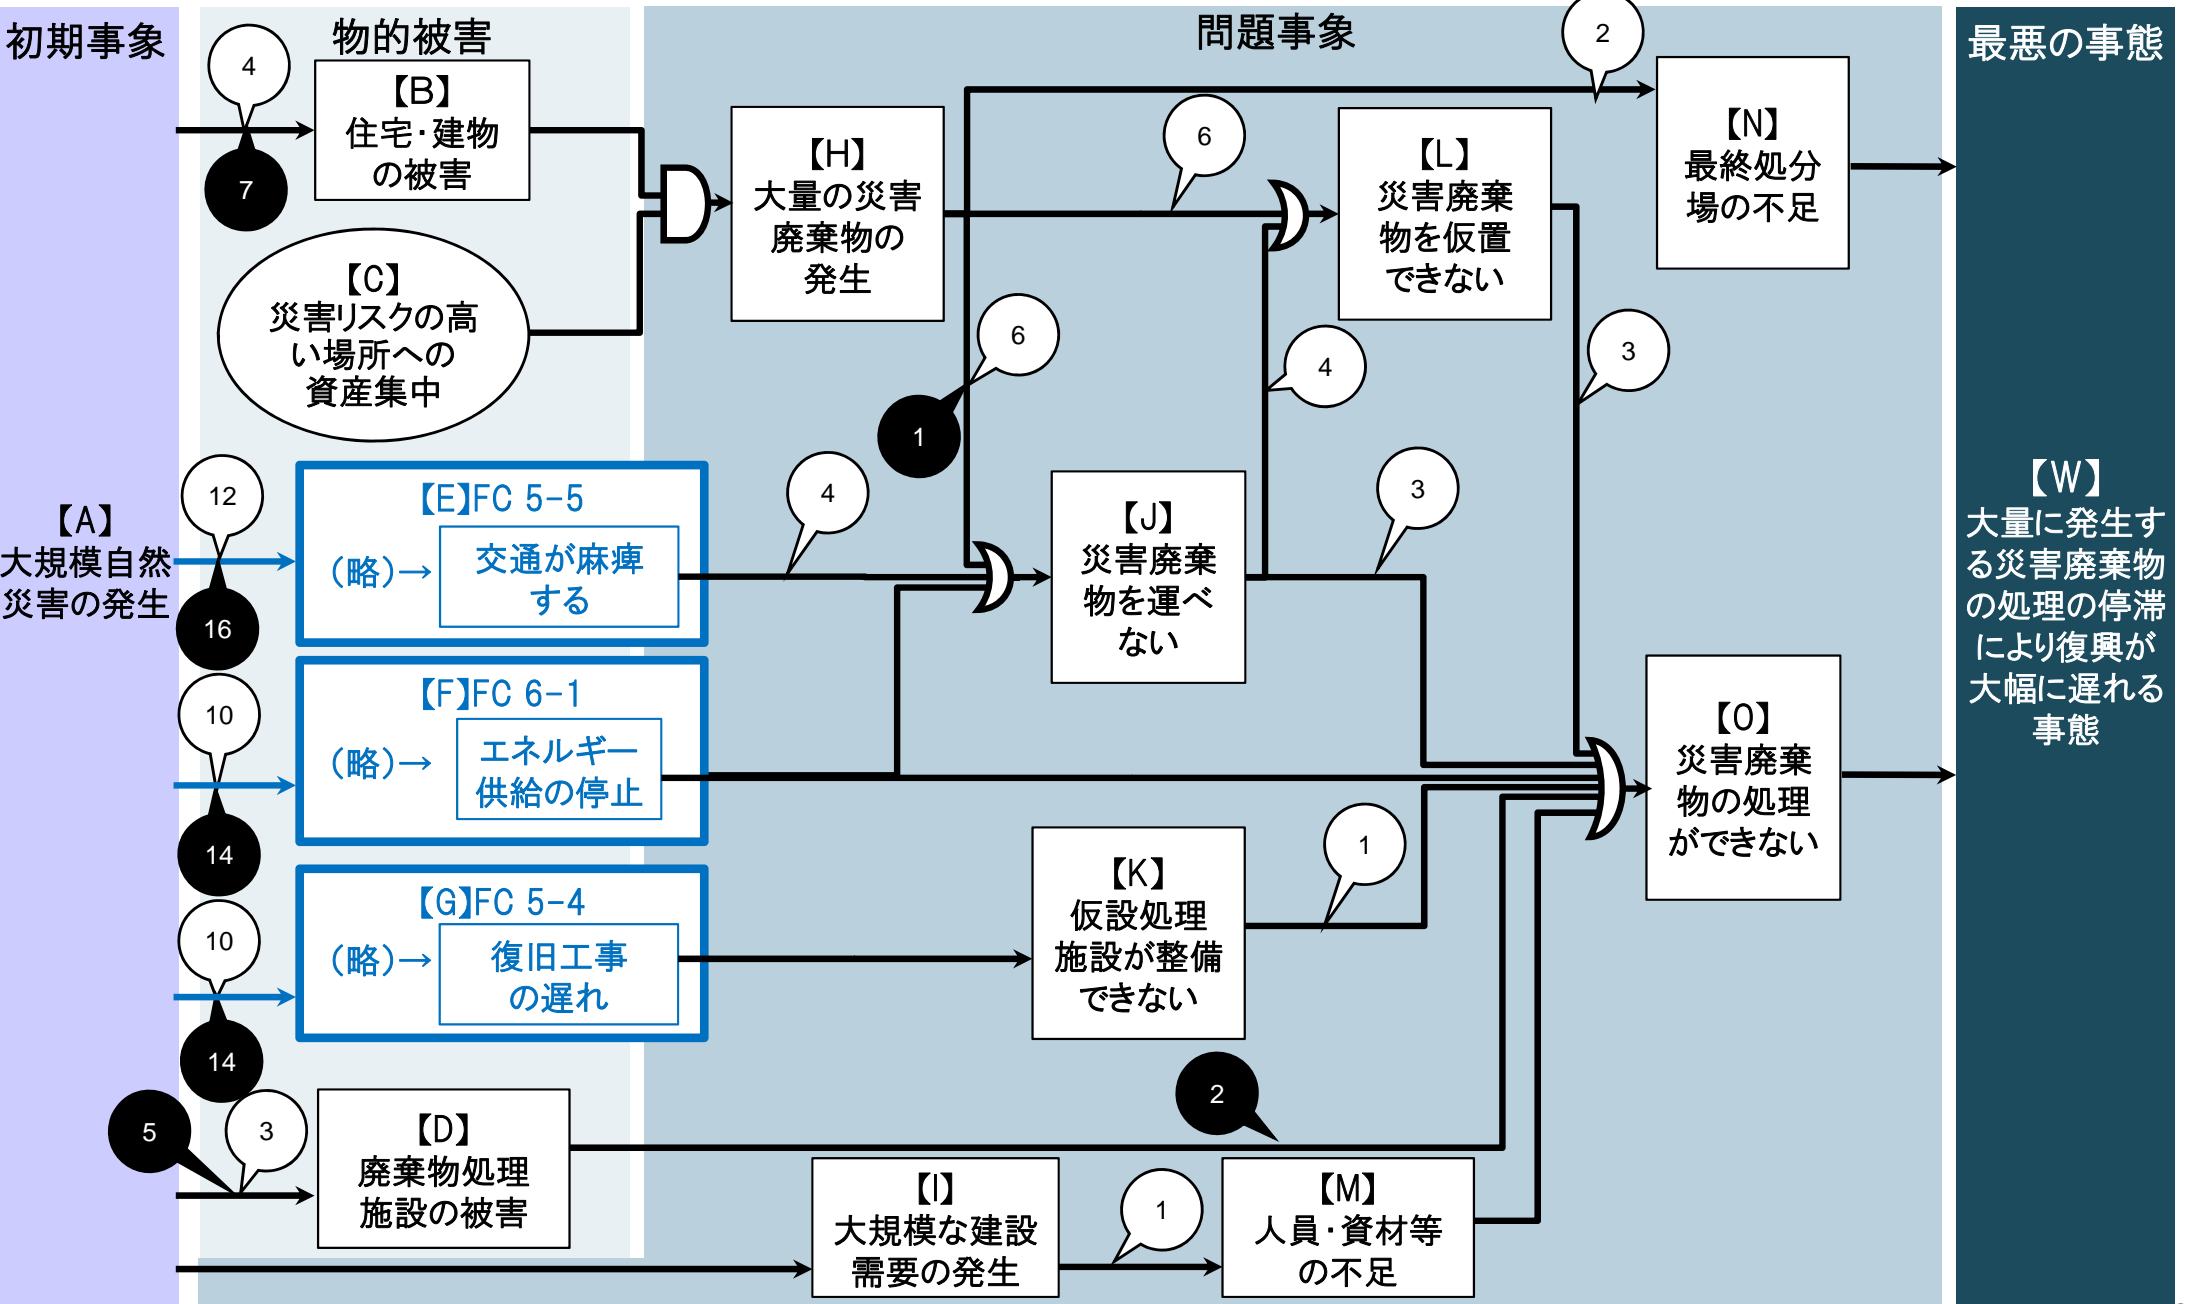 初期事象
物的被害
問題事象
最悪の事態
【A】
大規模自然
災害の発生
4
7
【B】
住宅・建物
の被害
【C】
災害リスクの高
い場所への
資産集中
12
16
【E】FC 5-5
(略)→
交通が麻痺
する
10
14
【F】FC 6-1
(略)→
エネルギー
供給の停止
10
14
【G】FC 5-4
(略)→
復旧工事
の遅れ
5
3
【D】
廃棄物処理
施設の被害
【H】
大量の災害
廃棄物の
発生
6
2
6
1
4
4
3
3
【L】
災害廃棄
物を仮置
できない
【N】
最終処分
場の不足
【J】
災害廃棄
物を運べ
ない
【K】
仮設処理
施設が整備
できない
1
2
【I】
大規模な建設
需要の発生
1
【M】
人員・資材等
の不足
【O】
災害廃棄
物の処理
ができない
【W】
大量に発生す
る災害廃棄物
の処理の停滞
により復興が
大幅に遅れる
事態